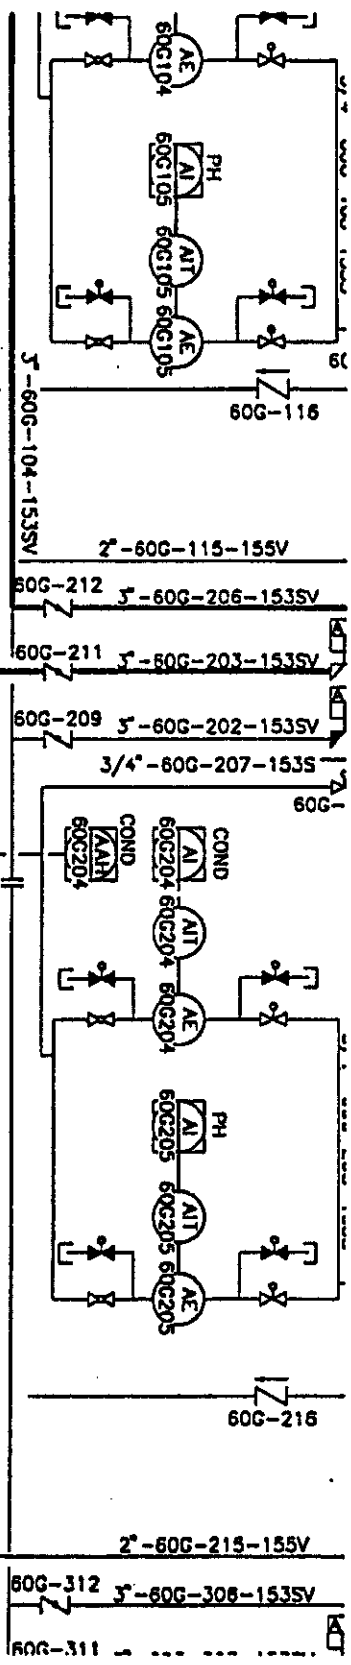 AE
60G104
PH
AI
60G105
AIT
60G105
AE
60G105
60G-116
3"-60G-104-153SV
2"-60G-115-155V
60G-212
3"-60G-206-153SV
A
60G-211
3"-60G-203-153SV
A
60G-209
3"-60G-202-153SV
3/4"-60G-207-153S
60G-
COND
AAH
60G204
COND
AI
60G204
AIT
60G204
AE
60G204
PH
AI
60G205
AIT
60G205
AE
60G205
60G-216
2"-60G-215-155V
60G-312
3"-60G-306-153SV
A
60G-311